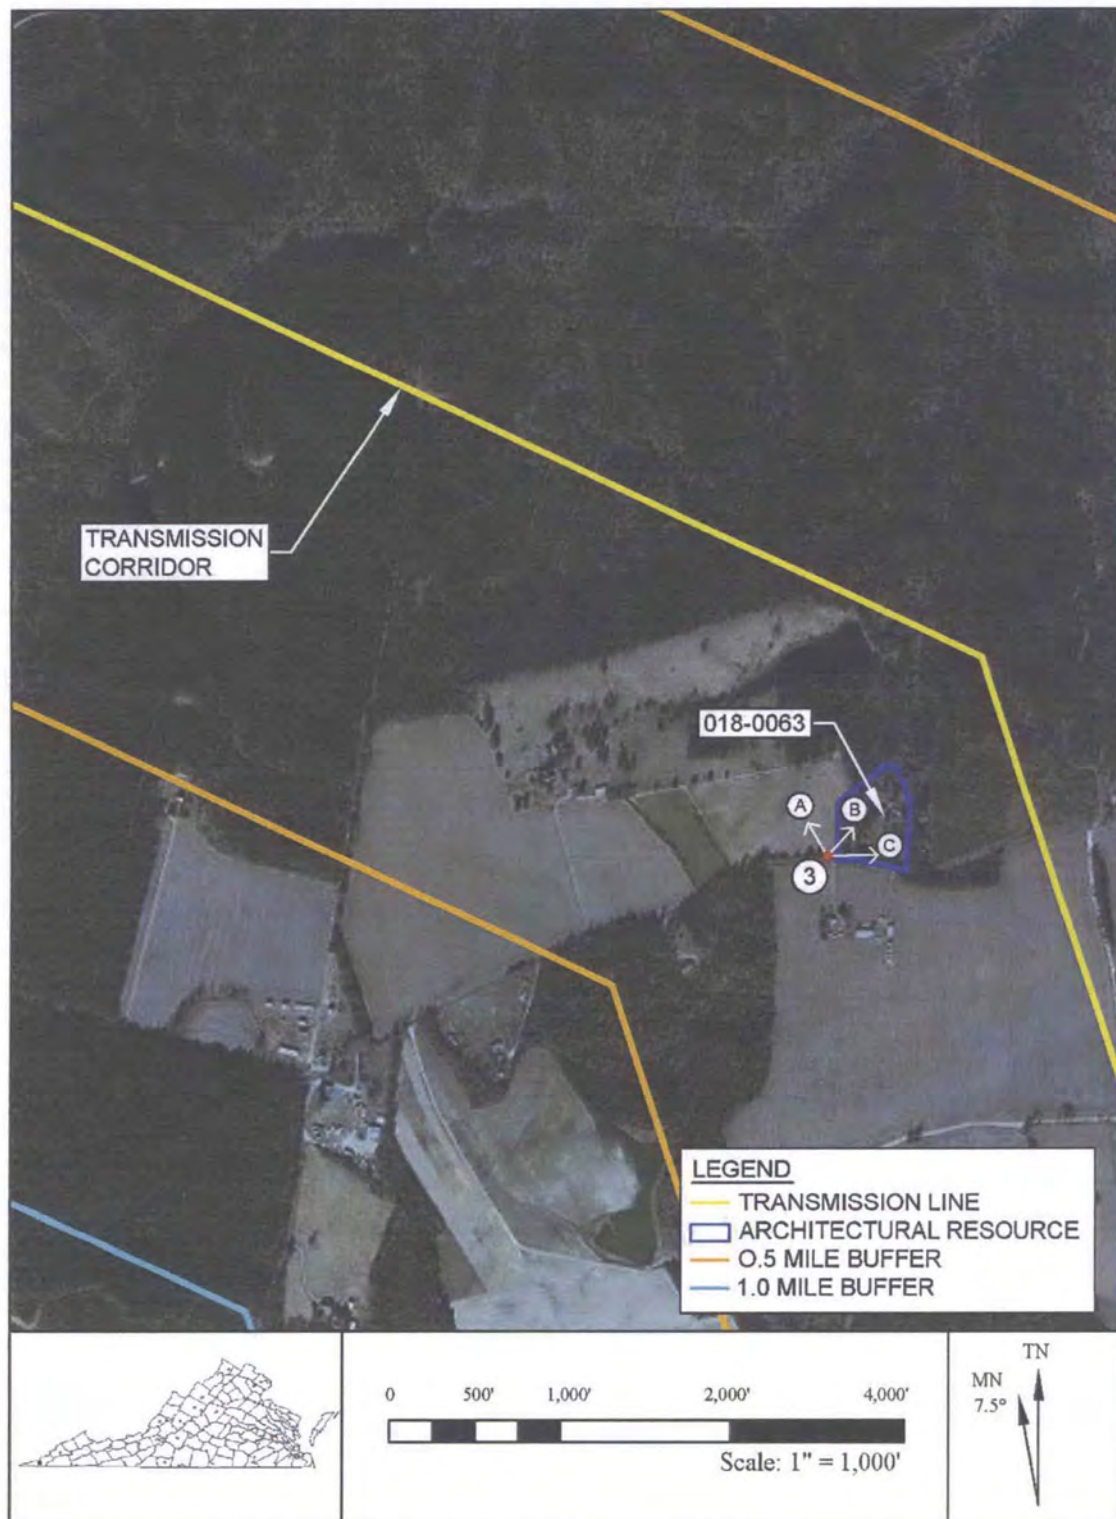 TRANSMISSION
CORRIDOR
018-0063
A
B
C
3
LEGEND
TRANSMISSION LINE
ARCHITECTURAL RESOURCE
O.5 MILE BUFFER
1.0 MILE BUFFER
0 500' 1,000' 2,000' 4,000'
Scale: 1" = 1,000'
TN
MN
7.5°